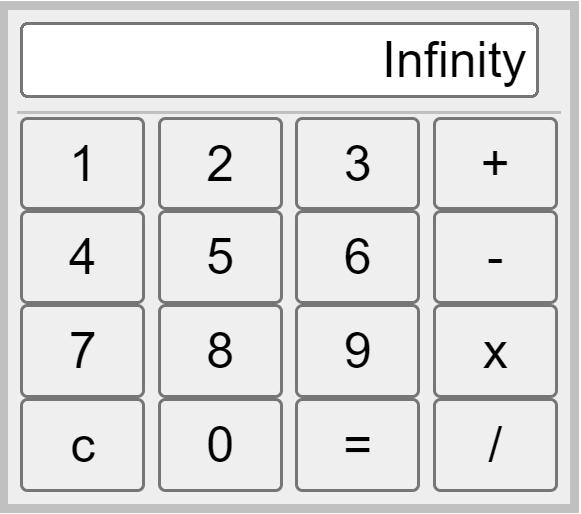 Infinity
1 2 3 +
4 5 6 -
7 8 9 x
c 0 = /